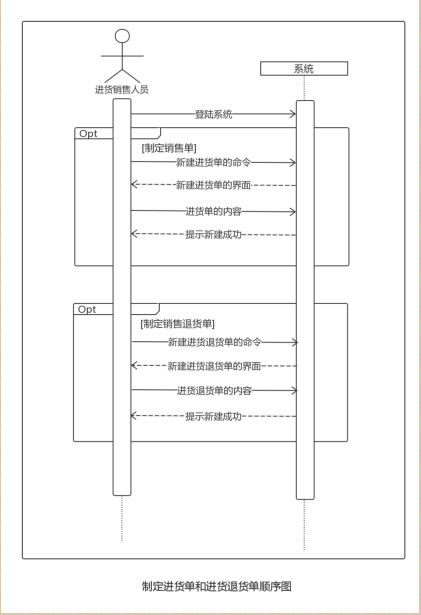 进货销售人员
系统
登陆系统
Opt
[制定销售单]
新建进货单的命令
新建进货单的界面
进货单的内容
提示新建成功
Opt
[制定销售退货单]
新建进货退货单的命令
新建进货退货单的界面
进货退货单的内容
提示新建成功
制定进货单和进货退货单顺序图